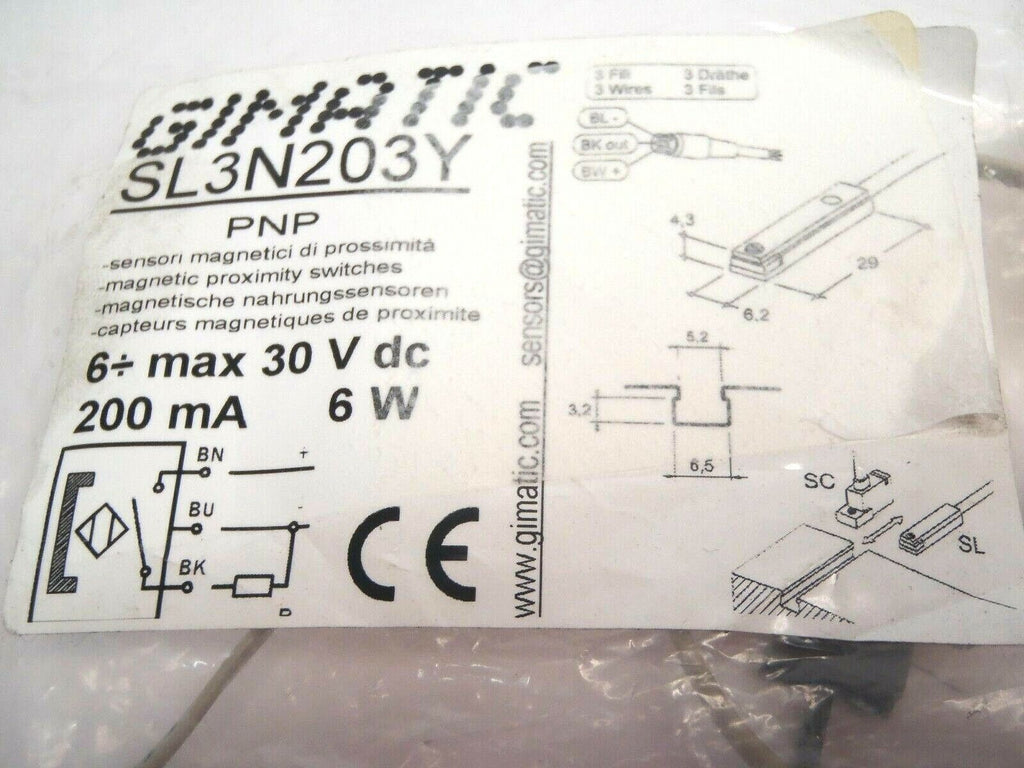 GIMATIC
SL3N203Y
PNP
-sensori magnetici di prossimità
-magnetic proximity switches
-magnetische nahrungssensoren
-capteurs magnetiques de proximite
6÷ max 30 V dc
200 mA 6 W
BN +
BU -
BK
CE
www.gimatic.com sensors@gimatic.com
3 Fili 3 Dräthe
3 Wires 3 Fils
BL -
BK out
BW +
4,3
29
6,2
5,2
3,2
6,5
SC
SL